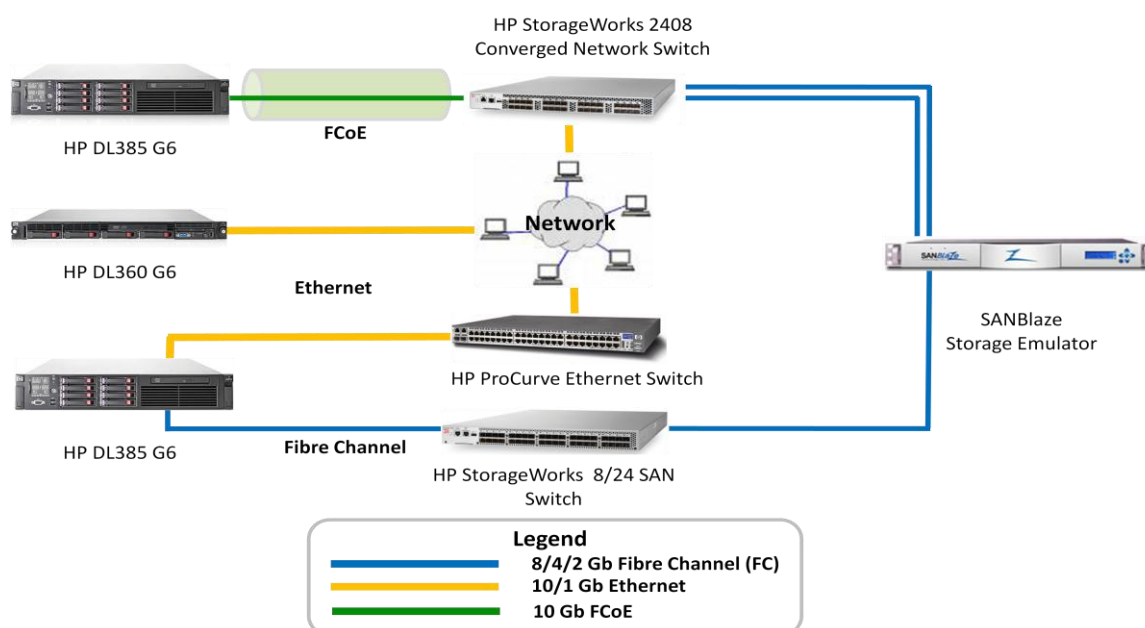 HP StorageWorks 2408
Converged Network Switch
HP DL385 G6
FCoE
Network
HP DL360 G6
Ethernet
SANBlaze
SANBlaze
Storage Emulator
HP ProCurve Ethernet Switch
HP DL385 G6
Fibre Channel
HP StorageWorks 8/24 SAN
Switch
Legend
8/4/2 Gb Fibre Channel (FC)
10/1 Gb Ethernet
10 Gb FCoE